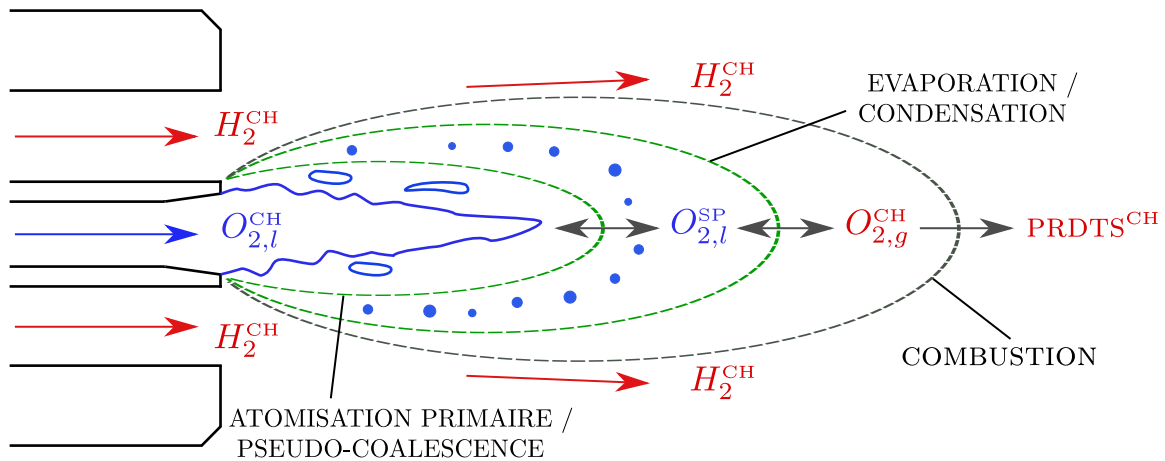 H_2^CH
EVAPORATION /
CONDENSATION
H_2^CH
O_{2,l}^CH
O_{2,l}^SP
O_{2,g}^CH
PRDTS^CH
H_2^CH
COMBUSTION
H_2^CH
ATOMISATION PRIMAIRE /
PSEUDO-COALESCENCE